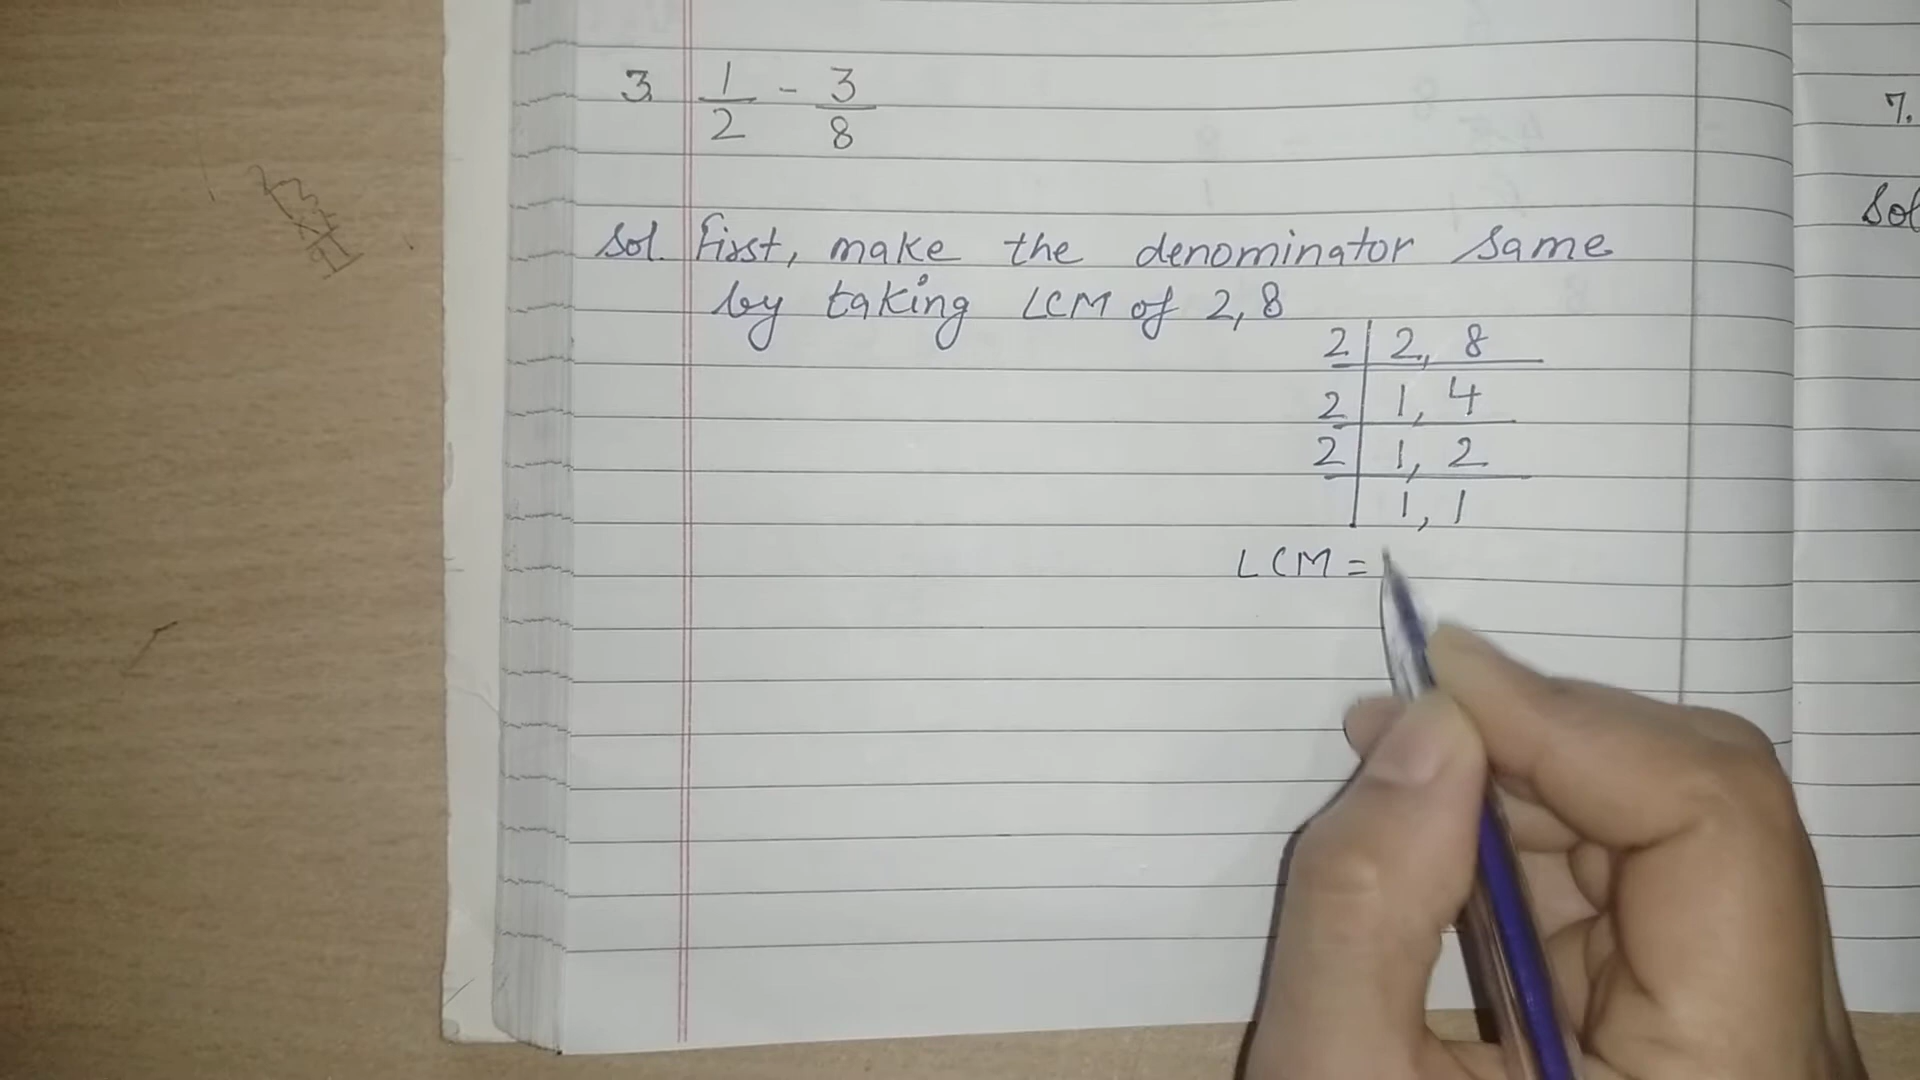 3. 1/2 - 3/8
Sol. First, make the denominator same
by taking LCM of 2,8
2 | 2, 8
2 | 1, 4
2 | 1, 2
| 1, 1
LCM =
7.
Sol